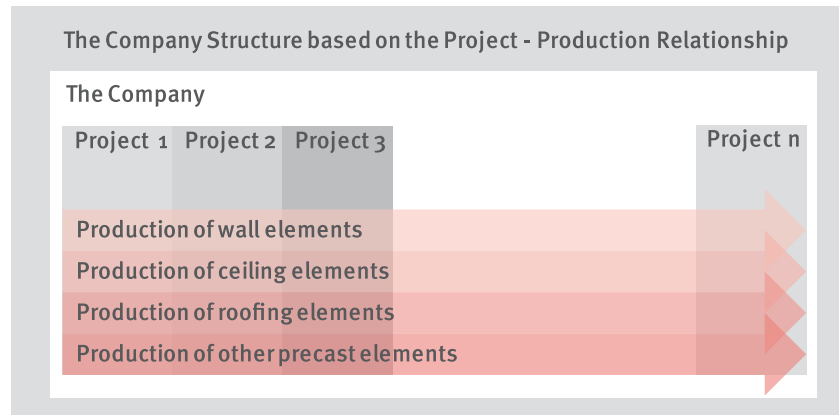 The Company Structure based on the Project - Production Relationship
The Company
Project 1 Project 2 Project 3 Project n
Production of wall elements
Production of ceiling elements
Production of roofing elements
Production of other precast elements